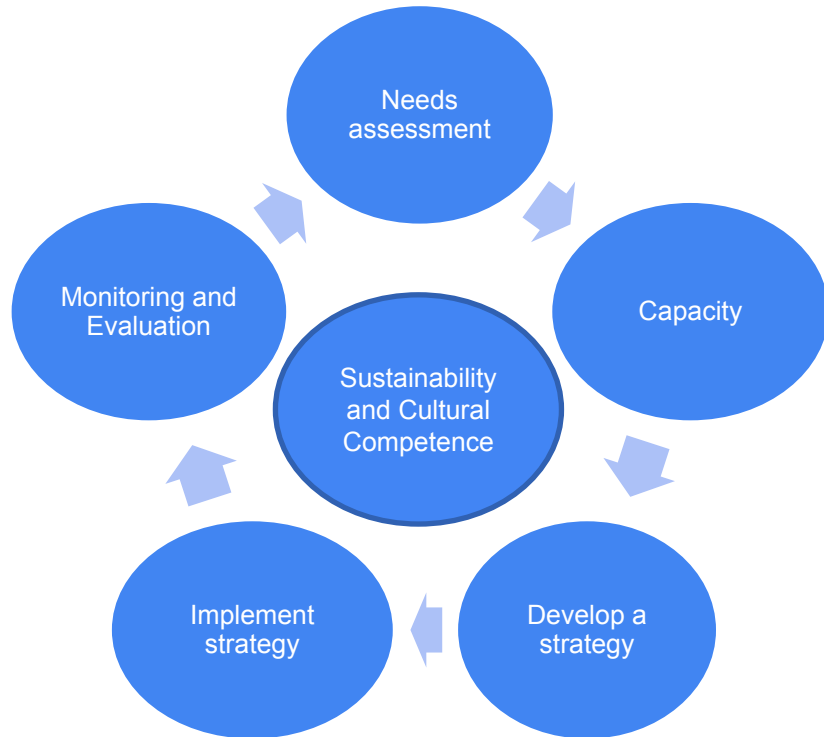 Needs
assessment
Capacity
Develop a
strategy
Implement
strategy
Monitoring and
Evaluation
Sustainability
and Cultural
Competence